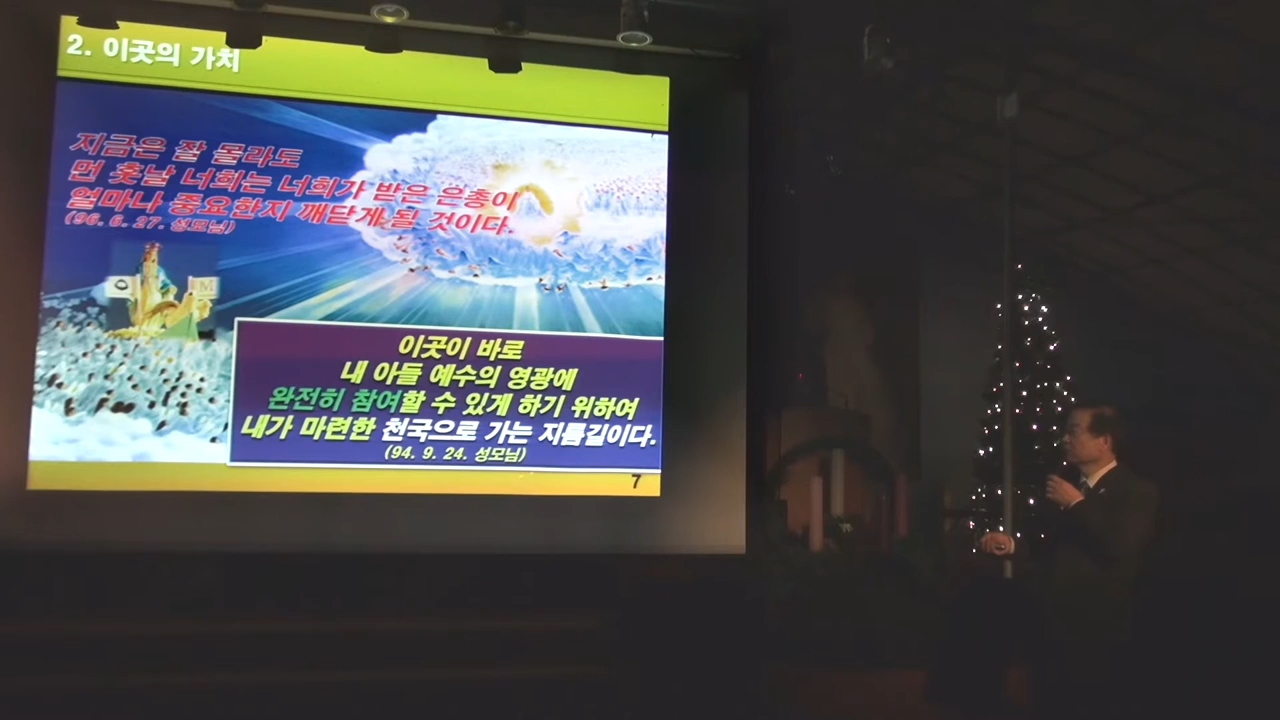 2. 이곳의 가치
지금은 잘 몰라도
먼 훗날 너희는 너희가 받은 은총이
얼마나 중요한지 깨닫게 될 것이다.
(96. 6. 27. 성모님)
M
이곳이 바로
내 아들 예수의 영광에
완전히 참여할 수 있게 하기 위하여
내가 마련한 천국으로 가는 지름길이다.
(94. 9. 24. 성모님)
7